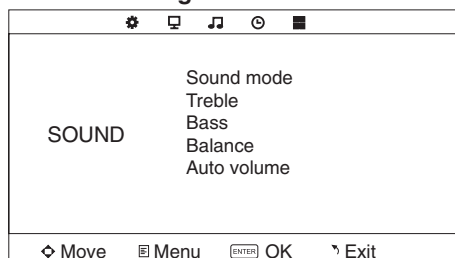 Sound mode
Treble
SOUND
Bass
Balance
Auto volume
Move Menu ENTER OK Exit